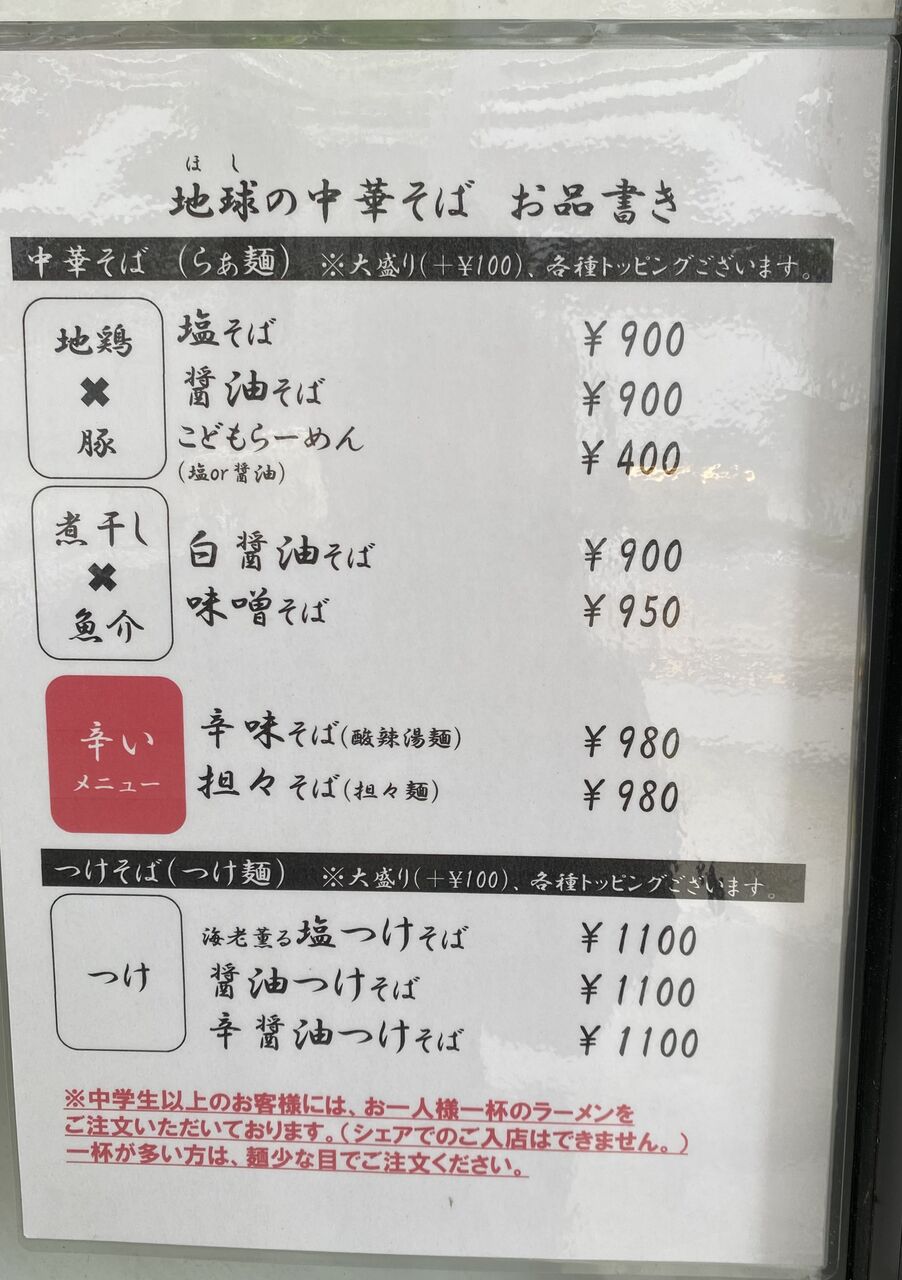 ほし
地球の中華そば お品書き
中華そば (らぁ麺) ※大盛り(+¥100)、各種トッピングございます。
地鶏
✖
豚
塩そば ¥900
醤油そば ¥900
こどもらーめん ¥400
(塩or醤油)
煮干し
✖
魚介
白醤油そば ¥900
味噌そば ¥950
辛い
メニュー
辛味そば(酸辣湯麺) ¥980
担々そば(担々麺) ¥980
つけそば(つけ麺) ※大盛り(+¥100)、各種トッピングございます。
つけ
海老薫る塩つけそば ¥1100
醤油つけそば ¥1100
辛醤油つけそば ¥1100
※中学生以上のお客様には、お一人様一杯のラーメンを
ご注文いただいております。(シェアでのご入店はできません。)
一杯が多い方は、麺少な目でご注文ください。